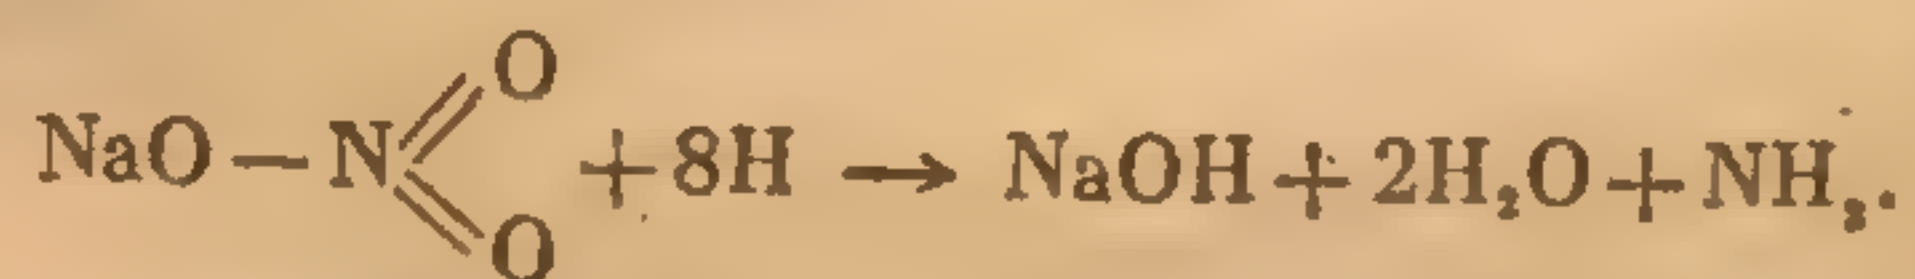 O
NaO — N + 8H → NaOH + 2H₂O + NH₃.
O